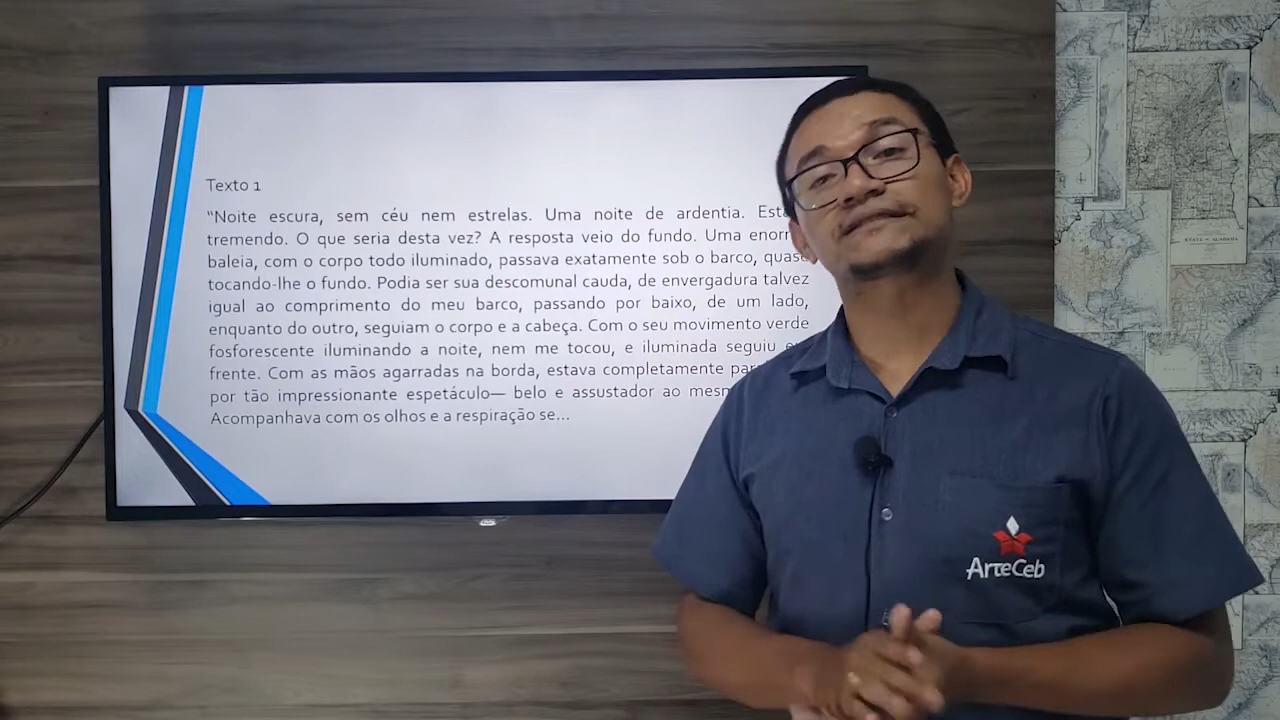 Texto 1
“Noite escura, sem céu nem estrelas. Uma noite de ardentia.
tremendo. O que seria desta vez? A resposta veio do fundo. Uma
baleia, com o corpo todo iluminado, passava exatamente sob o barco,
tocando-lhe o fundo. Podia ser sua descomunal cauda, de envergadura talvez
igual ao comprimento do meu barco, passando por baixo, de um lado,
enquanto do outro, seguiam o corpo e a cabeça. Com o seu movimento verde
fosforescente iluminando a noite, nem me tocou, e iluminada seguiu
frente. Com as mãos agarradas na borda, estava completamente
por tão impressionante espetáculo— belo e assustador ao
Acompanhava com os olhos e a respiração se...
ArteCeb
STATE OF ALABAMA